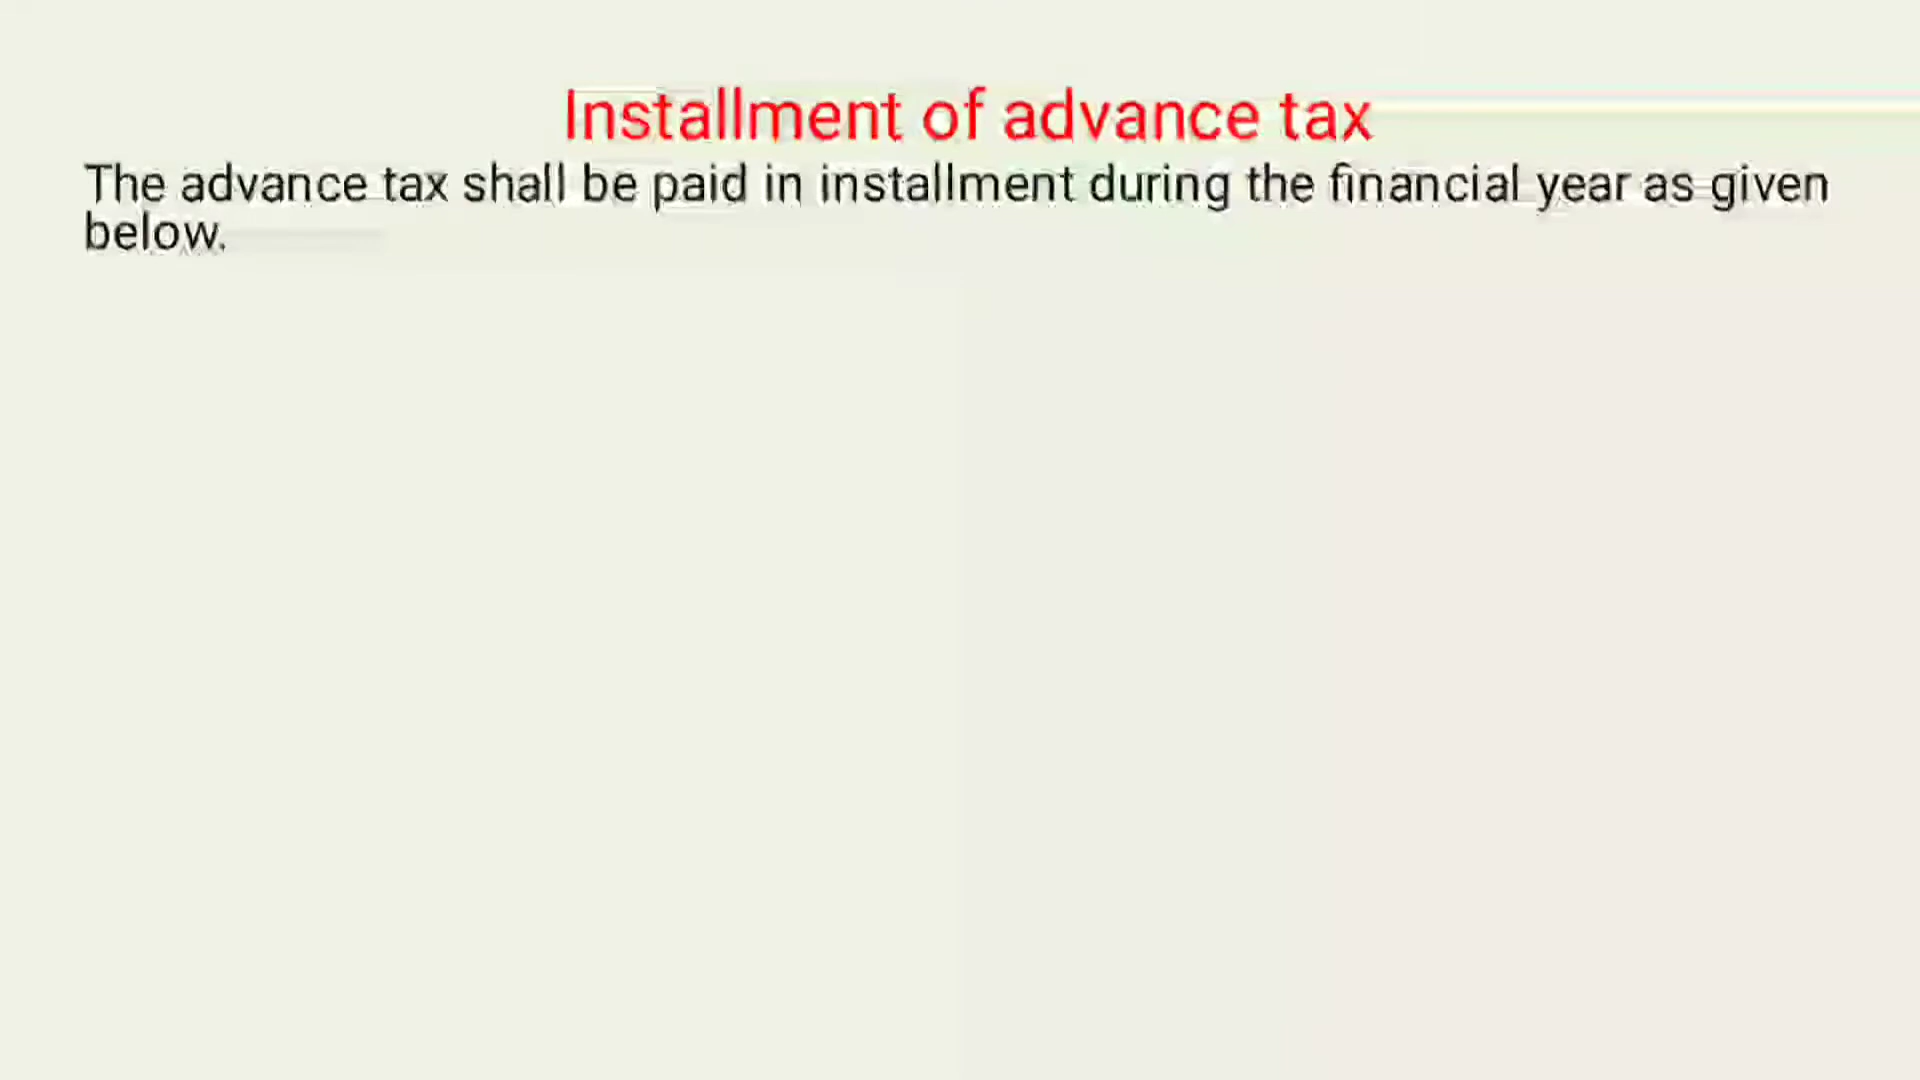 Installment of advance tax
The advance tax shall be paid in installment during the financial year as given
below.